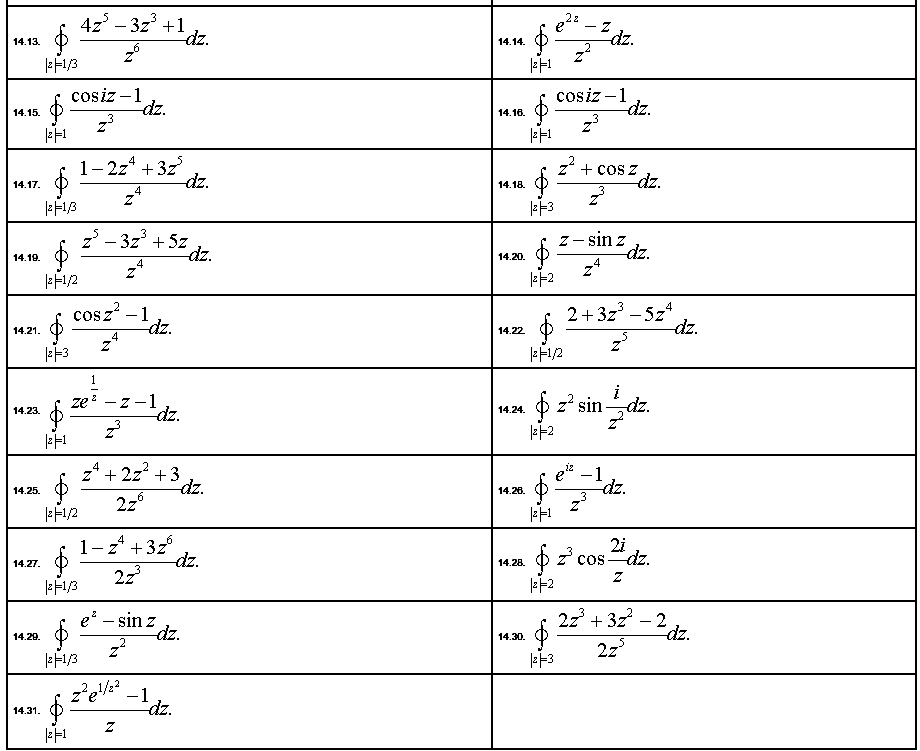 14.13. $\oint\limits_{|z|=1/3} \frac{4z^5 - 3z^3 + 1}{z^6} dz.$
14.14. $\oint\limits_{|z|=1} \frac{e^{2z} - z}{z^2} dz.$
14.15. $\oint\limits_{|z|=1} \frac{\cos iz - 1}{z^3} dz.$
14.16. $\oint\limits_{|z|=1} \frac{\cos iz - 1}{z^3} dz.$
14.17. $\oint\limits_{|z|=1/3} \frac{1 - 2z^4 + 3z^5}{z^4} dz.$
14.18. $\oint\limits_{|z|=3} \frac{z^2 + \cos z}{z^3} dz.$
14.19. $\oint\limits_{|z|=1/2} \frac{z^5 - 3z^3 + 5z}{z^4} dz.$
14.20. $\oint\limits_{|z|=2} \frac{z - \sin z}{z^4} dz.$
14.21. $\oint\limits_{|z|=3} \frac{\cos z^2 - 1}{z^4} dz.$
14.22. $\oint\limits_{|z|=1/2} \frac{2 + 3z^3 - 5z^4}{z^5} dz.$
14.23. $\oint\limits_{|z|=1} \frac{ze^{\frac{1}{z}} - z - 1}{z^3} dz.$
14.24. $\oint\limits_{|z|=2} z^2 \sin \frac{i}{z^2} dz.$
14.25. $\oint\limits_{|z|=1/2} \frac{z^4 + 2z^2 + 3}{2z^6} dz.$
14.26. $\oint\limits_{|z|=1} \frac{e^{iz} - 1}{z^3} dz.$
14.27. $\oint\limits_{|z|=1/3} \frac{1 - z^4 + 3z^6}{2z^3} dz.$
14.28. $\oint\limits_{|z|=2} z^3 \cos \frac{2i}{z} dz.$
14.29. $\oint\limits_{|z|=1/3} \frac{e^z - \sin z}{z^2} dz.$
14.30. $\oint\limits_{|z|=3} \frac{2z^3 + 3z^2 - 2}{2z^5} dz.$
14.31. $\oint\limits_{|z|=1} \frac{z^2 e^{1/z^2} - 1}{z} dz.$